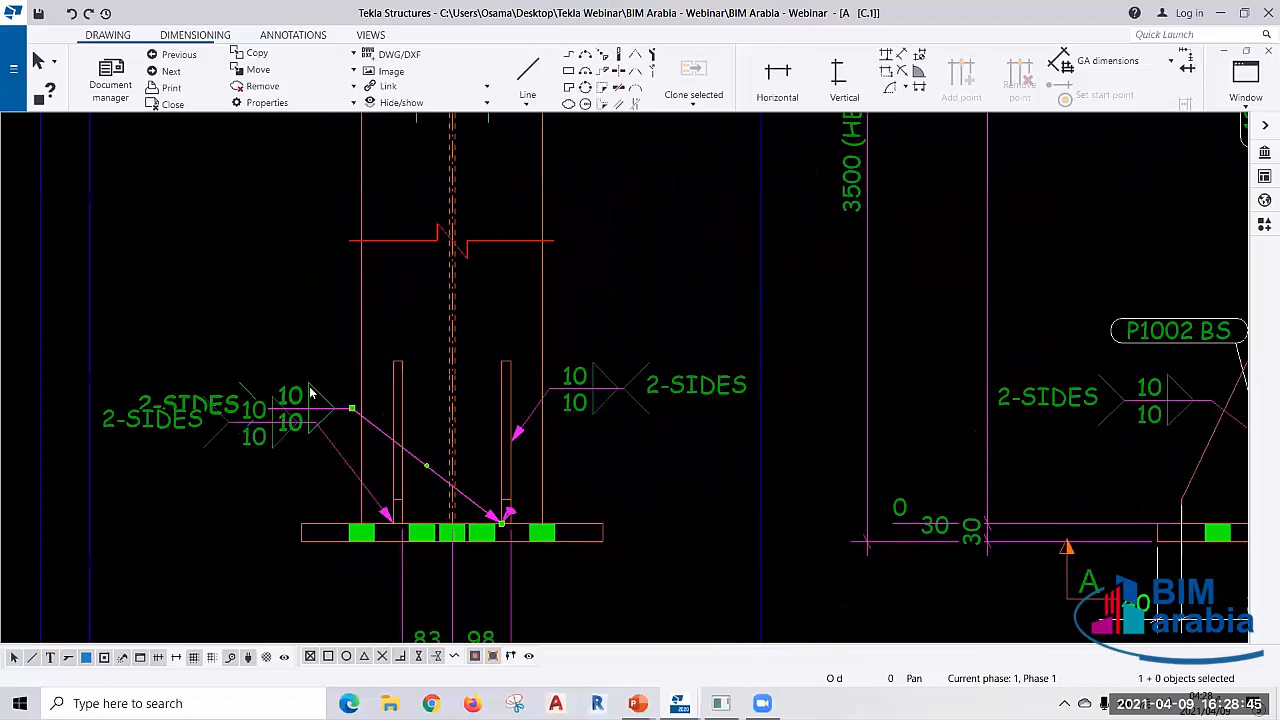 Tekla Structures - C:\Users\Osama\Desktop\Tekla Webinar\BIM Arabia - Webinar\BIM Arabia - Webinar - [A [C.1]
Log in
DRAWING DIMENSIONING ANNOTATIONS VIEWS
Quick Launch
Previous
Next
Print
Close
Document manager
Copy
Move
Remove
Properties
DWG/DXF
Image
Link
Hide/show
Line
Clone selected
Horizontal
Vertical
Add point
Remove point
GA dimensions
Set start point
Window
3500
P1002 BS
2-SIDES
10
10
2-SIDES
10
10
10
10
2-SIDES
2-SIDES
10
10
0
30
30
A
83 98
BIM
arabia
O d 0 Pan Current phase: 1, Phase 1 1 + 0 objects selected
Type here to search
04:28
2021-04-09 16:28:45